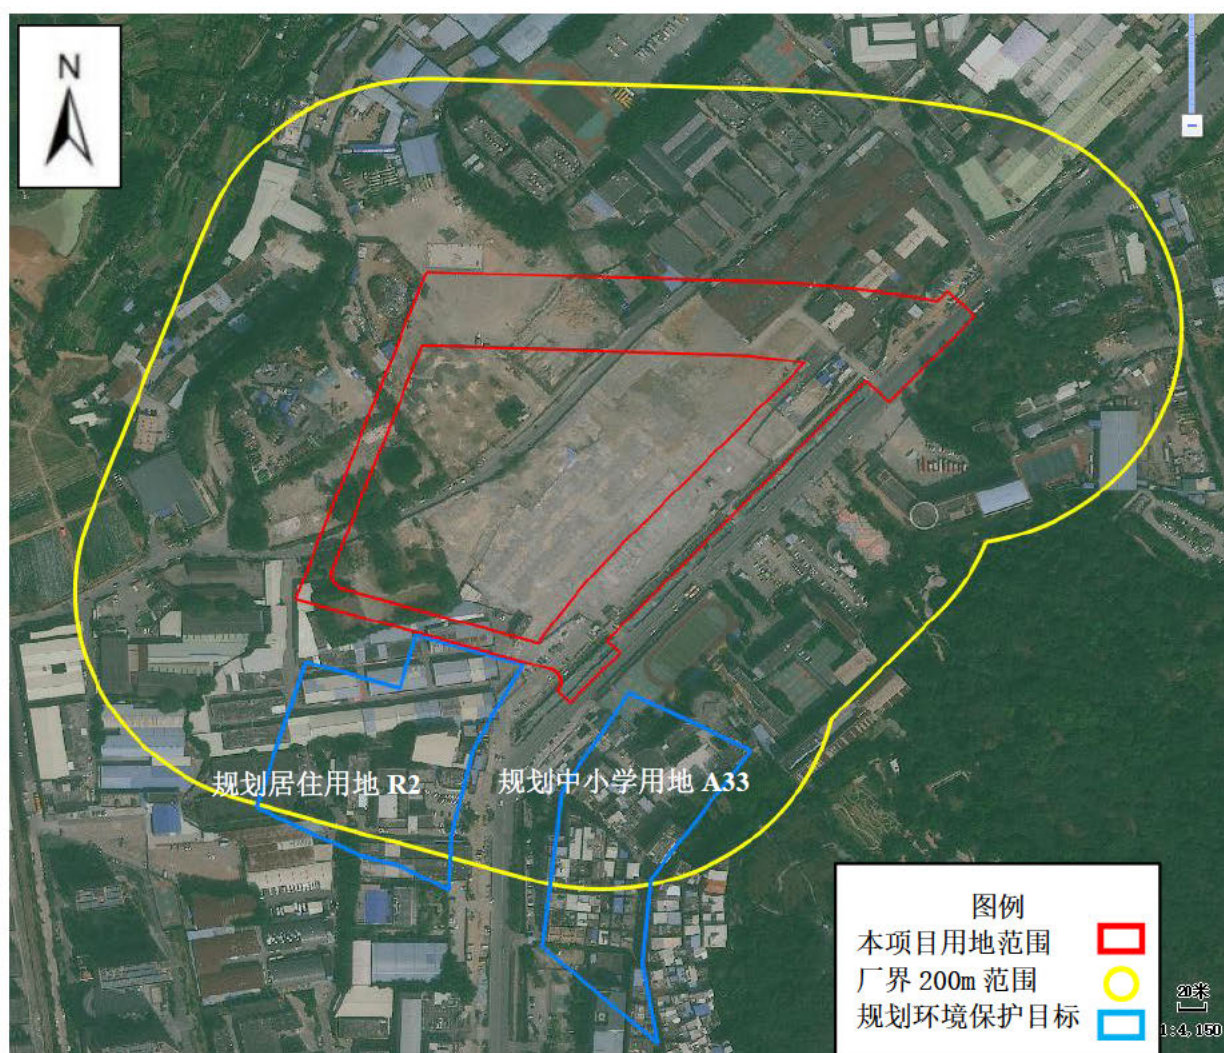 N
规划居住用地 R2
规划中小学用地 A33
图例
本项目用地范围
厂界 200m 范围
规划环境保护目标
20米
1:4,150